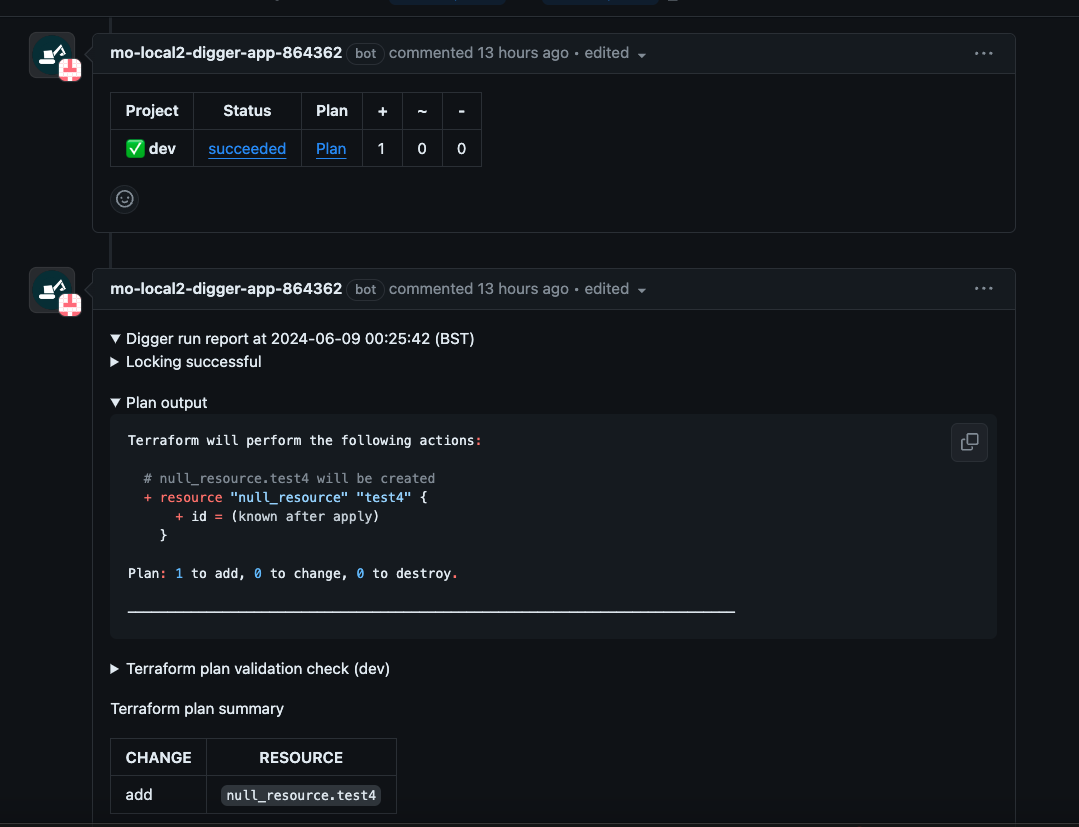 mo-local2-digger-app-864362 bot commented 13 hours ago • edited
Project Status Plan + ~ -
✅ dev succeeded Plan 1 0 0
mo-local2-digger-app-864362 bot commented 13 hours ago • edited
▼ Digger run report at 2024-06-09 00:25:42 (BST)
▶ Locking successful
▼ Plan output
Terraform will perform the following actions:
# null_resource.test4 will be created
+ resource "null_resource" "test4" {
+ id = (known after apply)
}
Plan: 1 to add, 0 to change, 0 to destroy.
▶ Terraform plan validation check (dev)
Terraform plan summary
CHANGE RESOURCE
add null_resource.test4